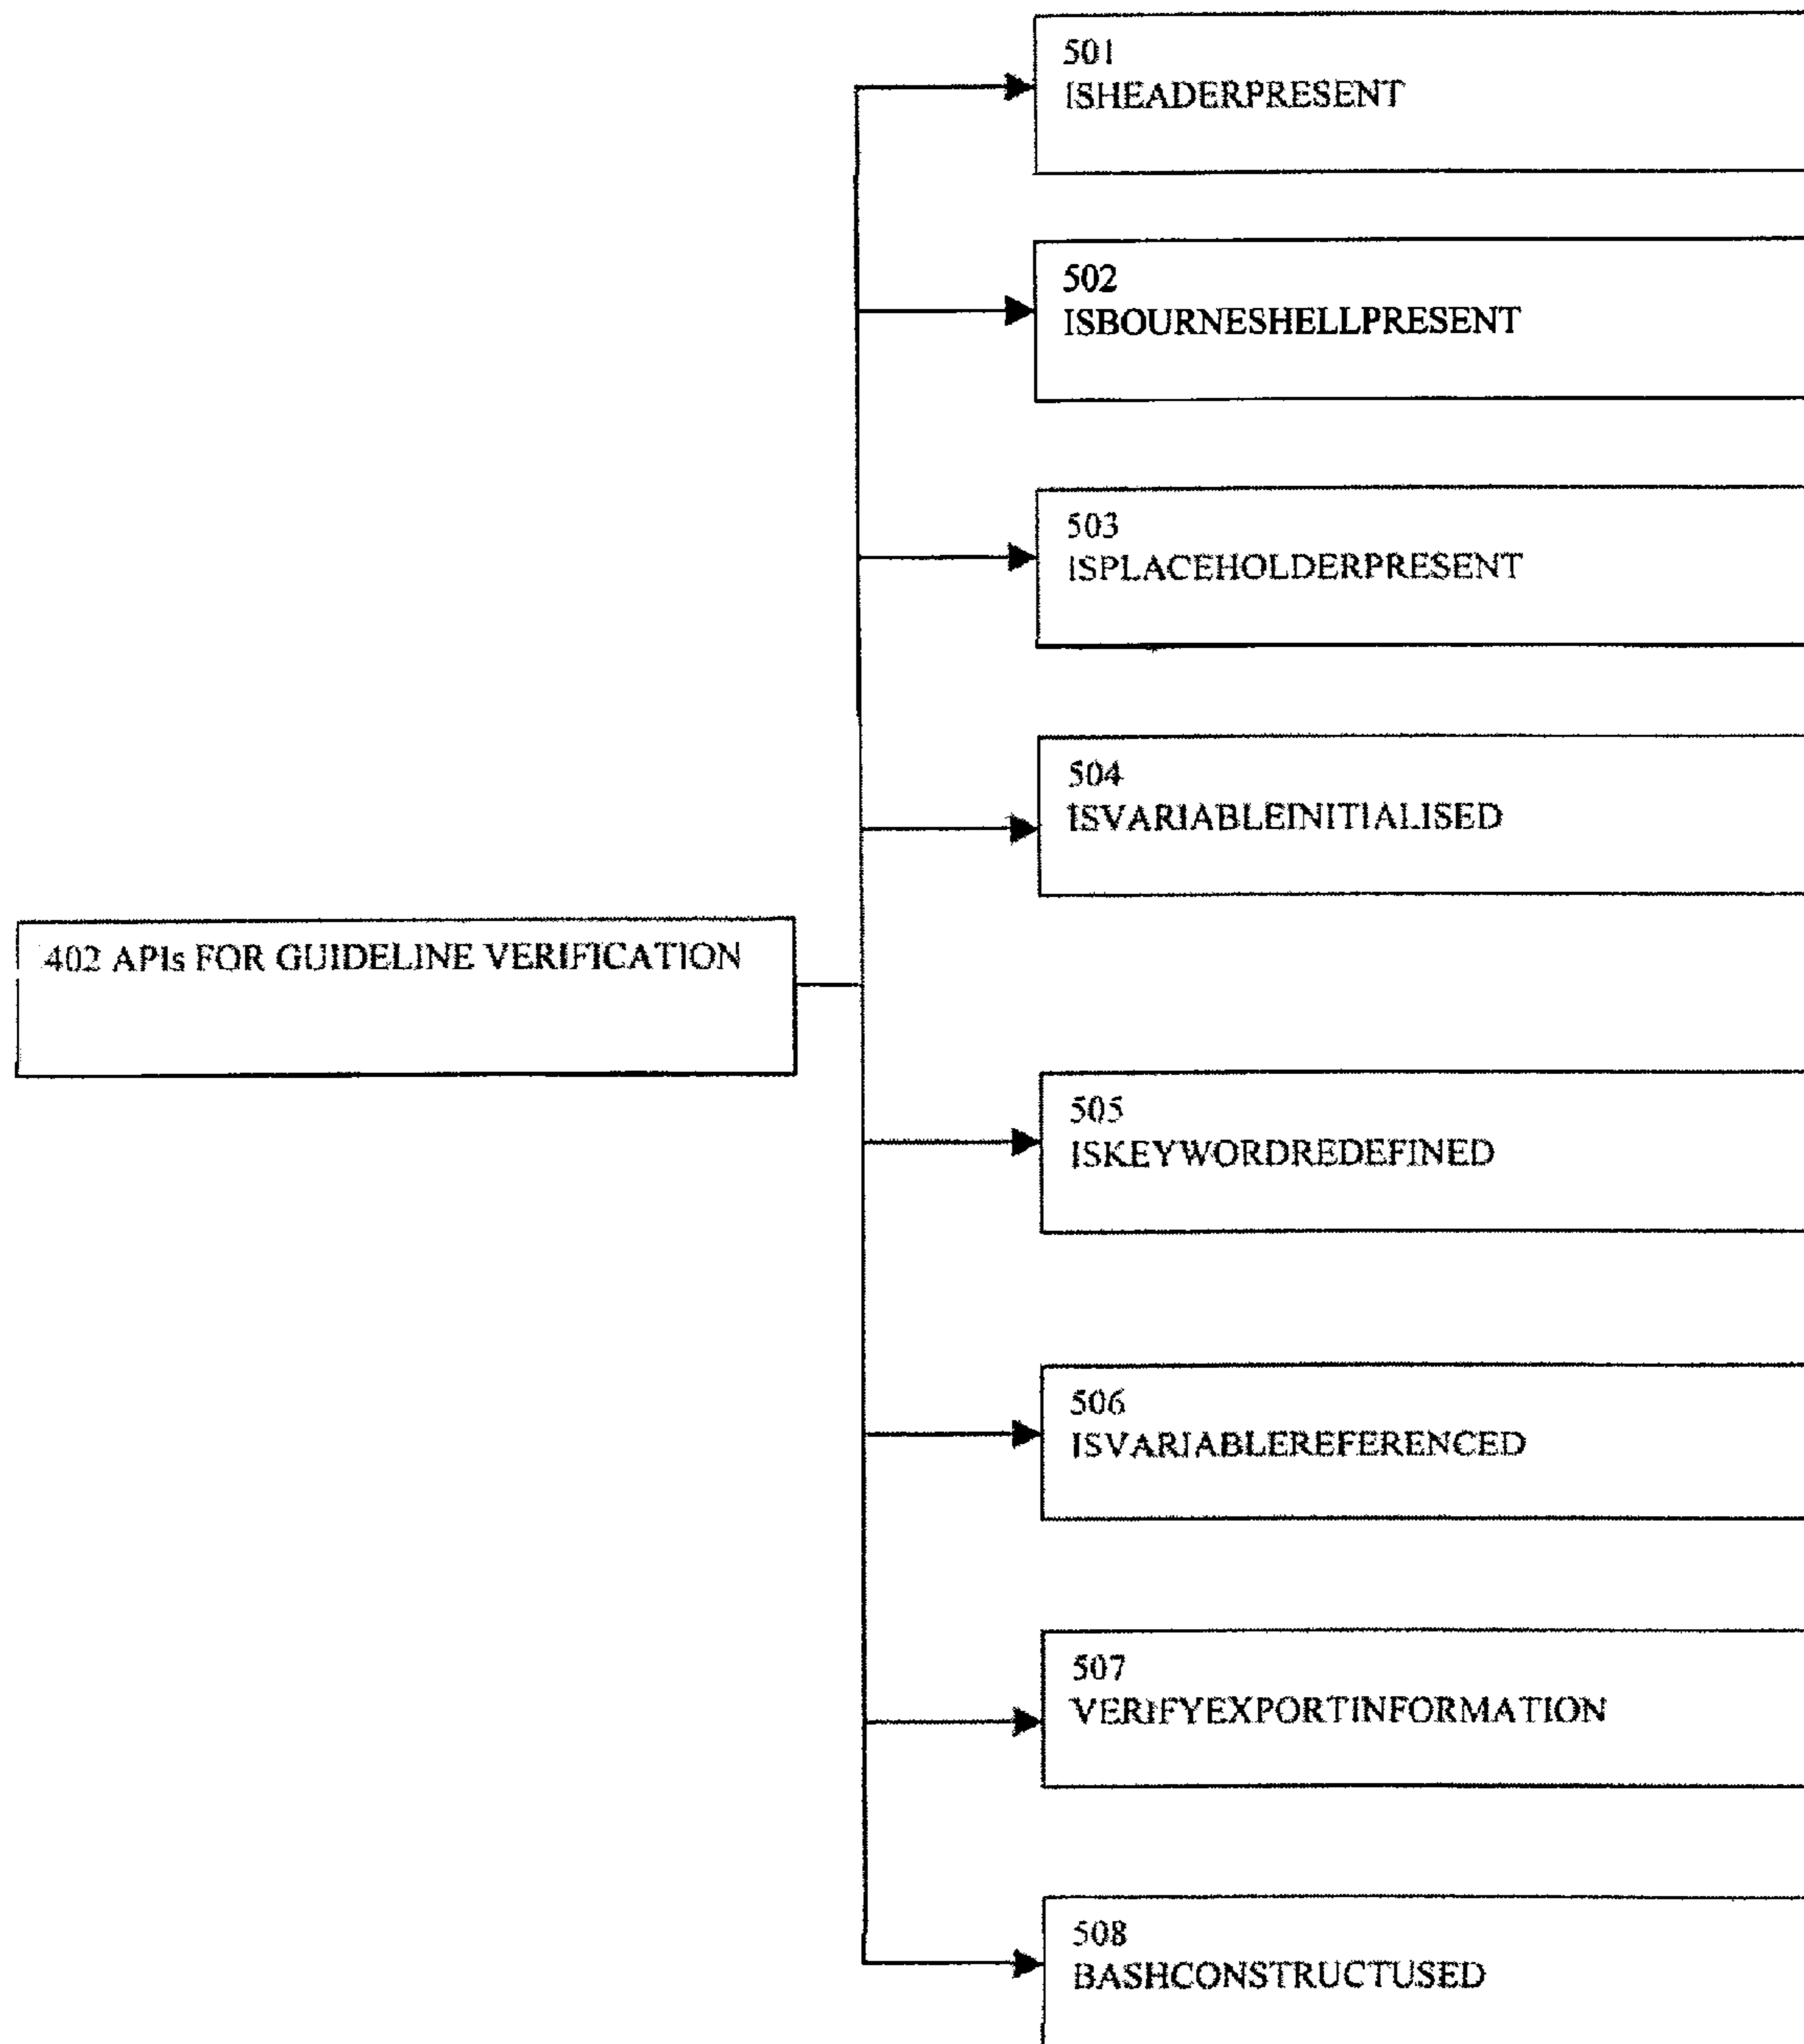 501
ISHEADERPRESENT
502
ISBOURNESHELLPRESENT
503
ISPLACEHOLDERPRESENT
504
ISVARIABLEINITIALISED
402 APIs FOR GUIDELINE VERIFICATION
505
ISKEYWORDREDEFINED
506
ISVARIABLEREFERENCED
507
VERIFYEXPORTINFORMATION
508
BASHCONSTRUCTUSED